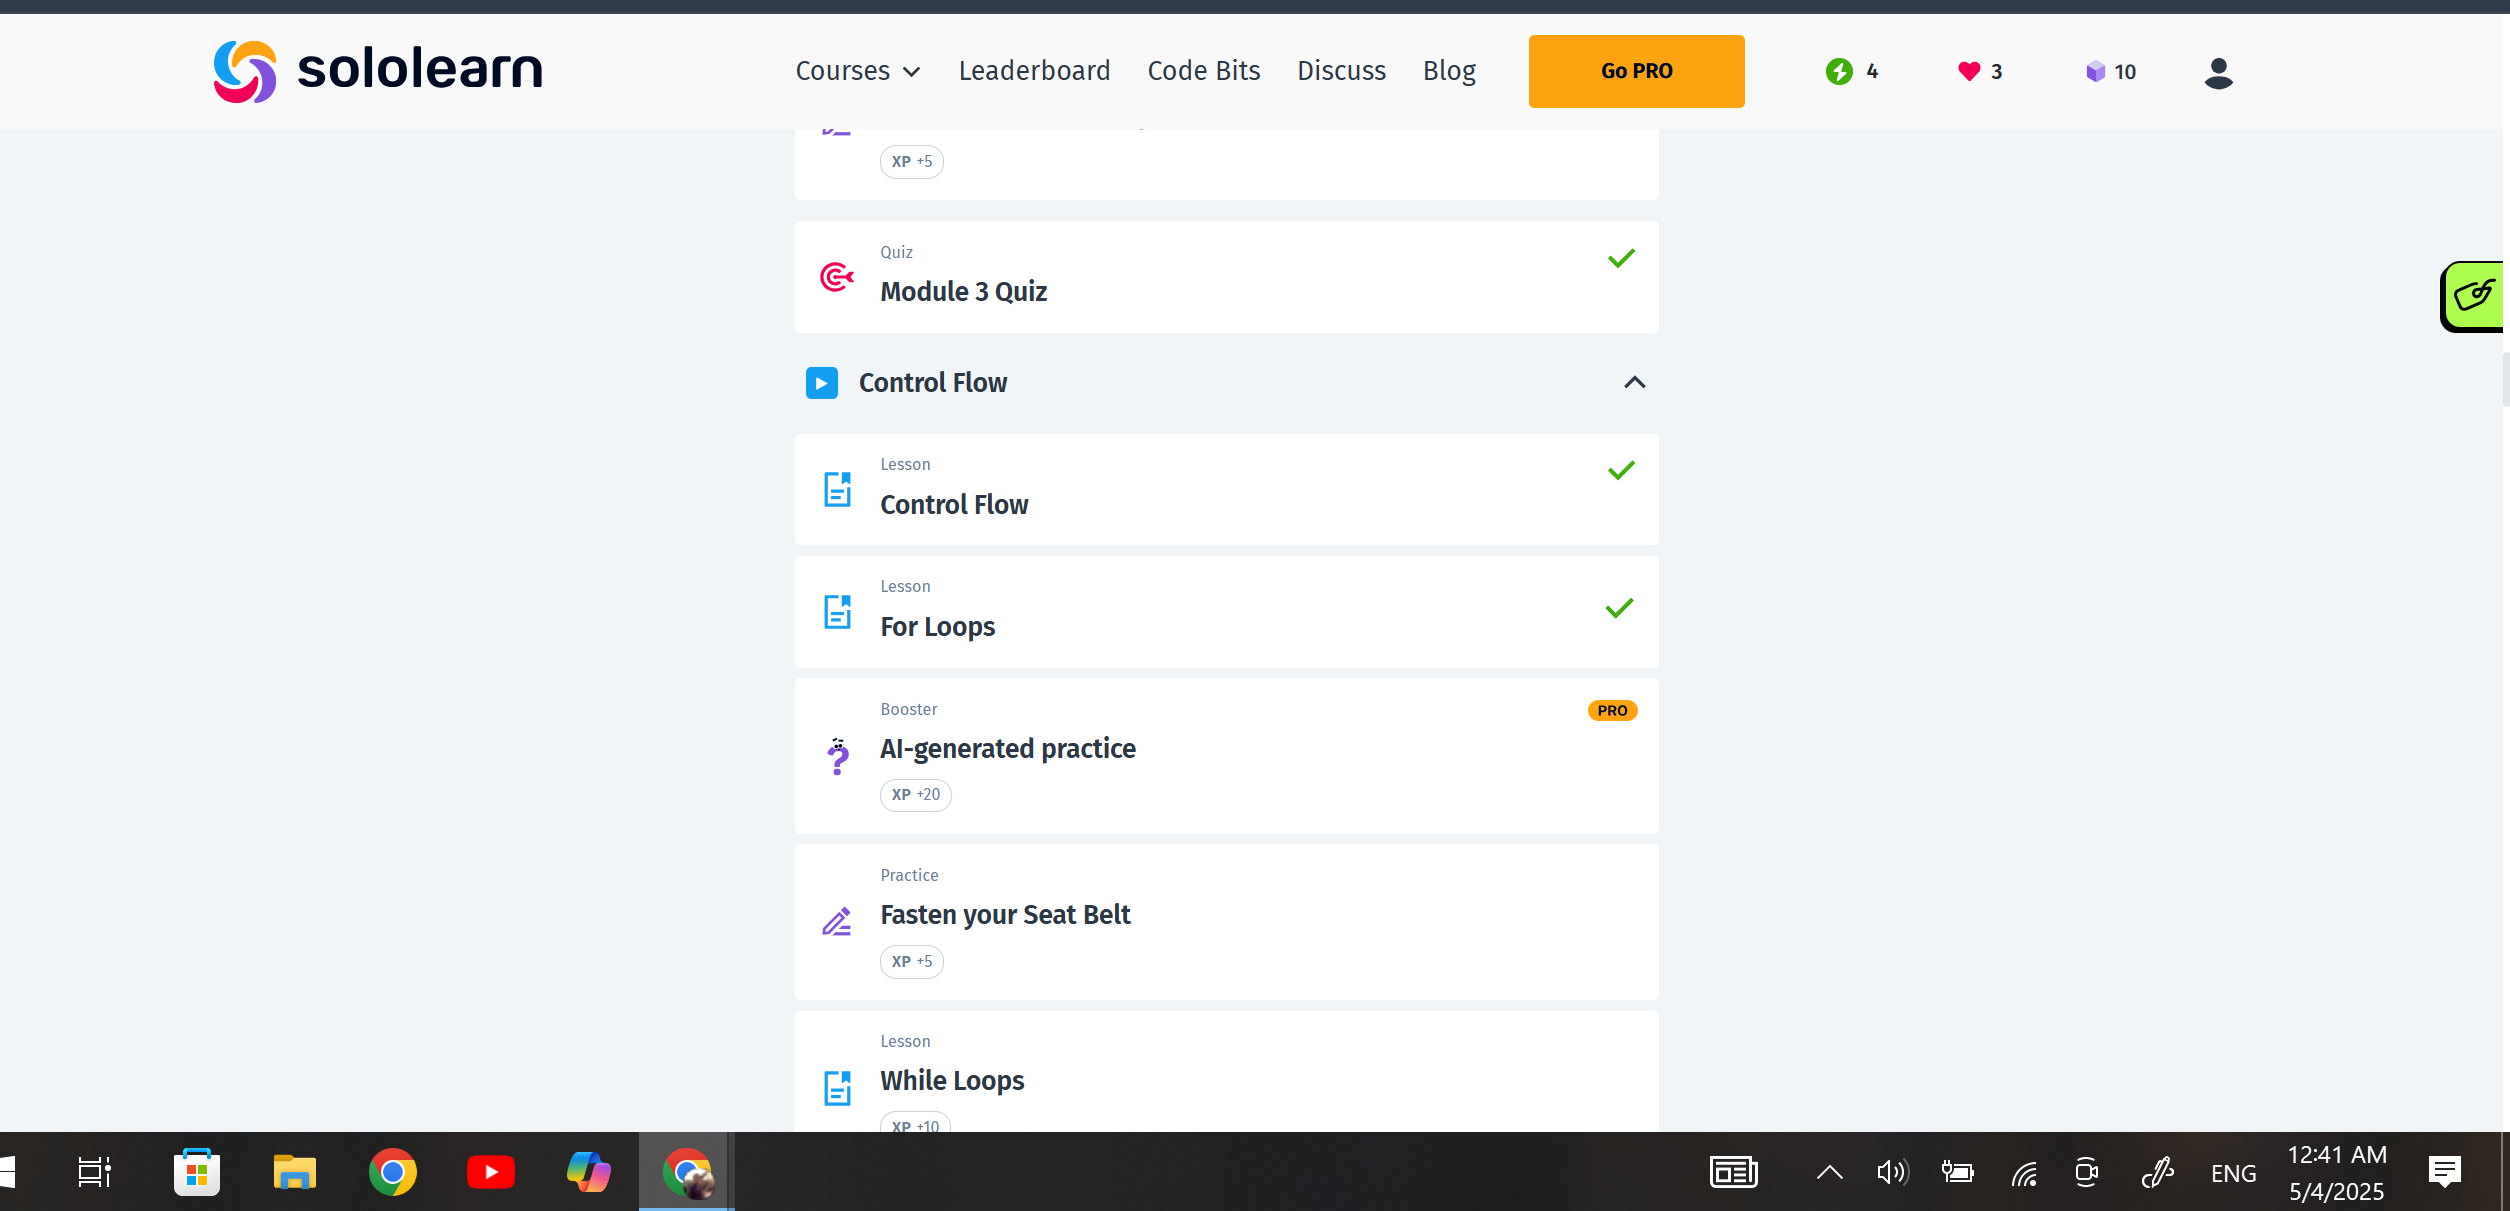 sololearn
Courses Leaderboard Code Bits Discuss Blog Go PRO 4 3 10
XP +5
Quiz
Module 3 Quiz
Control Flow
Lesson
Control Flow
Lesson
For Loops
Booster
PRO
AI-generated practice
XP +20
Practice
Fasten your Seat Belt
XP +5
Lesson
While Loops
XP +10
ENG
12:41 AM
5/4/2025